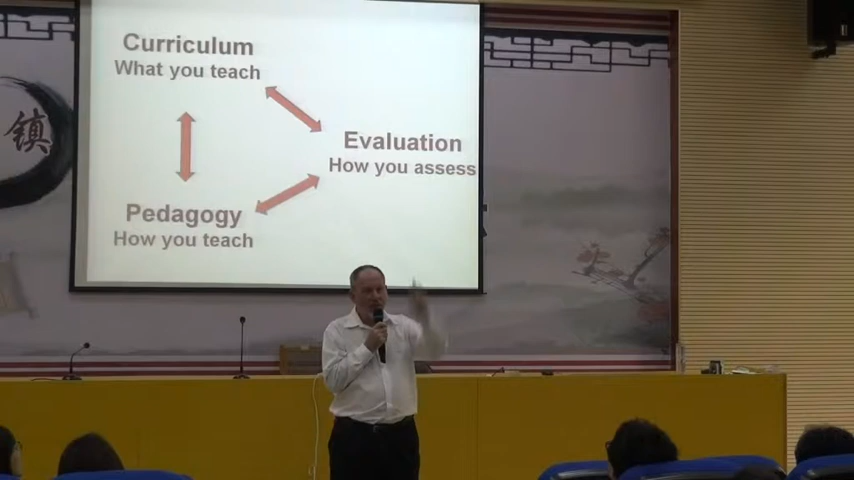 Curriculum
What you teach
Evaluation
How you assess
Pedagogy
How you teach
镇